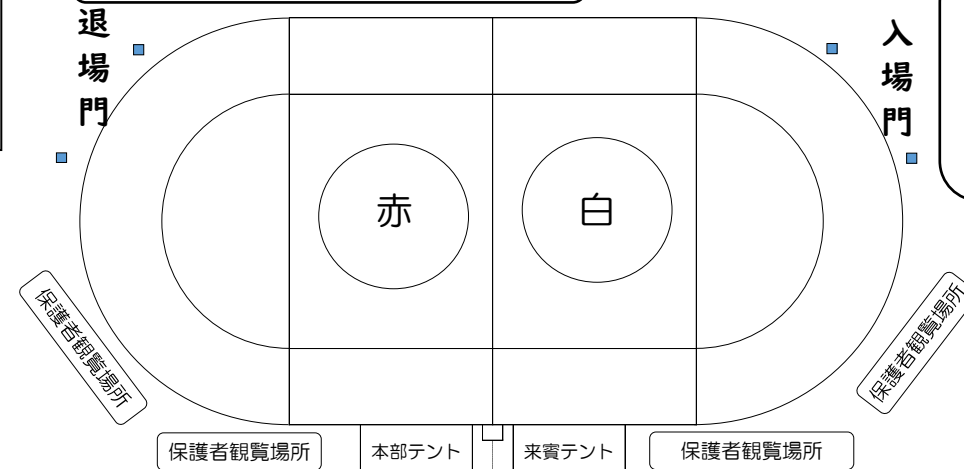 退場門
入場門
赤
白
保護者観覧場所
保護者観覧場所
保護者観覧場所
本部テント
来賓テント
保護者観覧場所